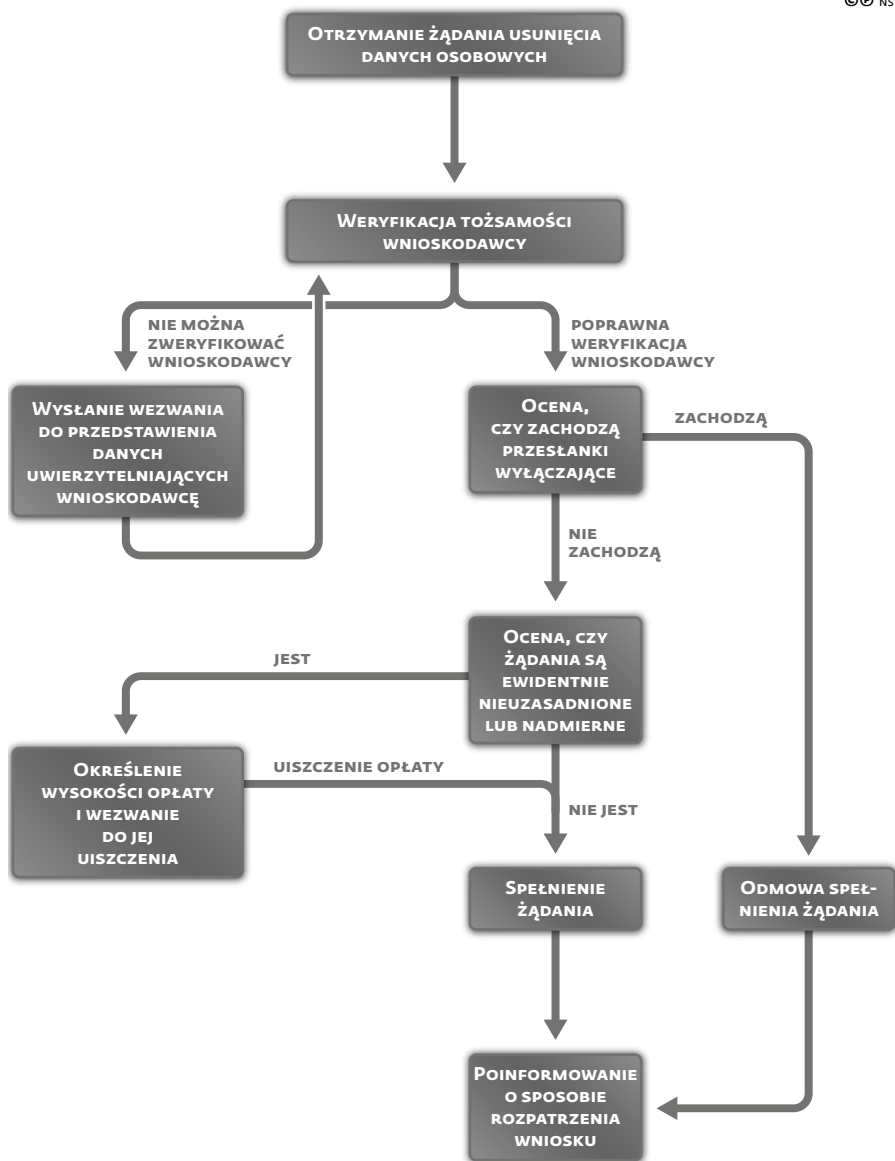 ©℗ NS
Otrzymanie żądania usunięcia
danych osobowych
Weryfikacja tożsamości
wnioskodawcy
nie można
zweryfikować
wnioskodawcy
poprawna
weryfikacja
wnioskodawcy
Wysłanie wezwania
do przedstawienia
danych
uwierzytelniających
wnioskodawcę
Ocena,
czy zachodzą
przesłanki
wyłączające
zachodzą
nie
zachodzą
Ocena, czy
żądania są
ewidentnie
nieuzasadnione
lub nadmierne
jest
Określenie
wysokości opłaty
i wezwanie
do jej
uiszczenia
uiszczenie opłaty
nie jest
Spełnienie
żądania
Odmowa speł-
nienia żądania
Poinformowanie
o sposobie
rozpatrzenia
wniosku